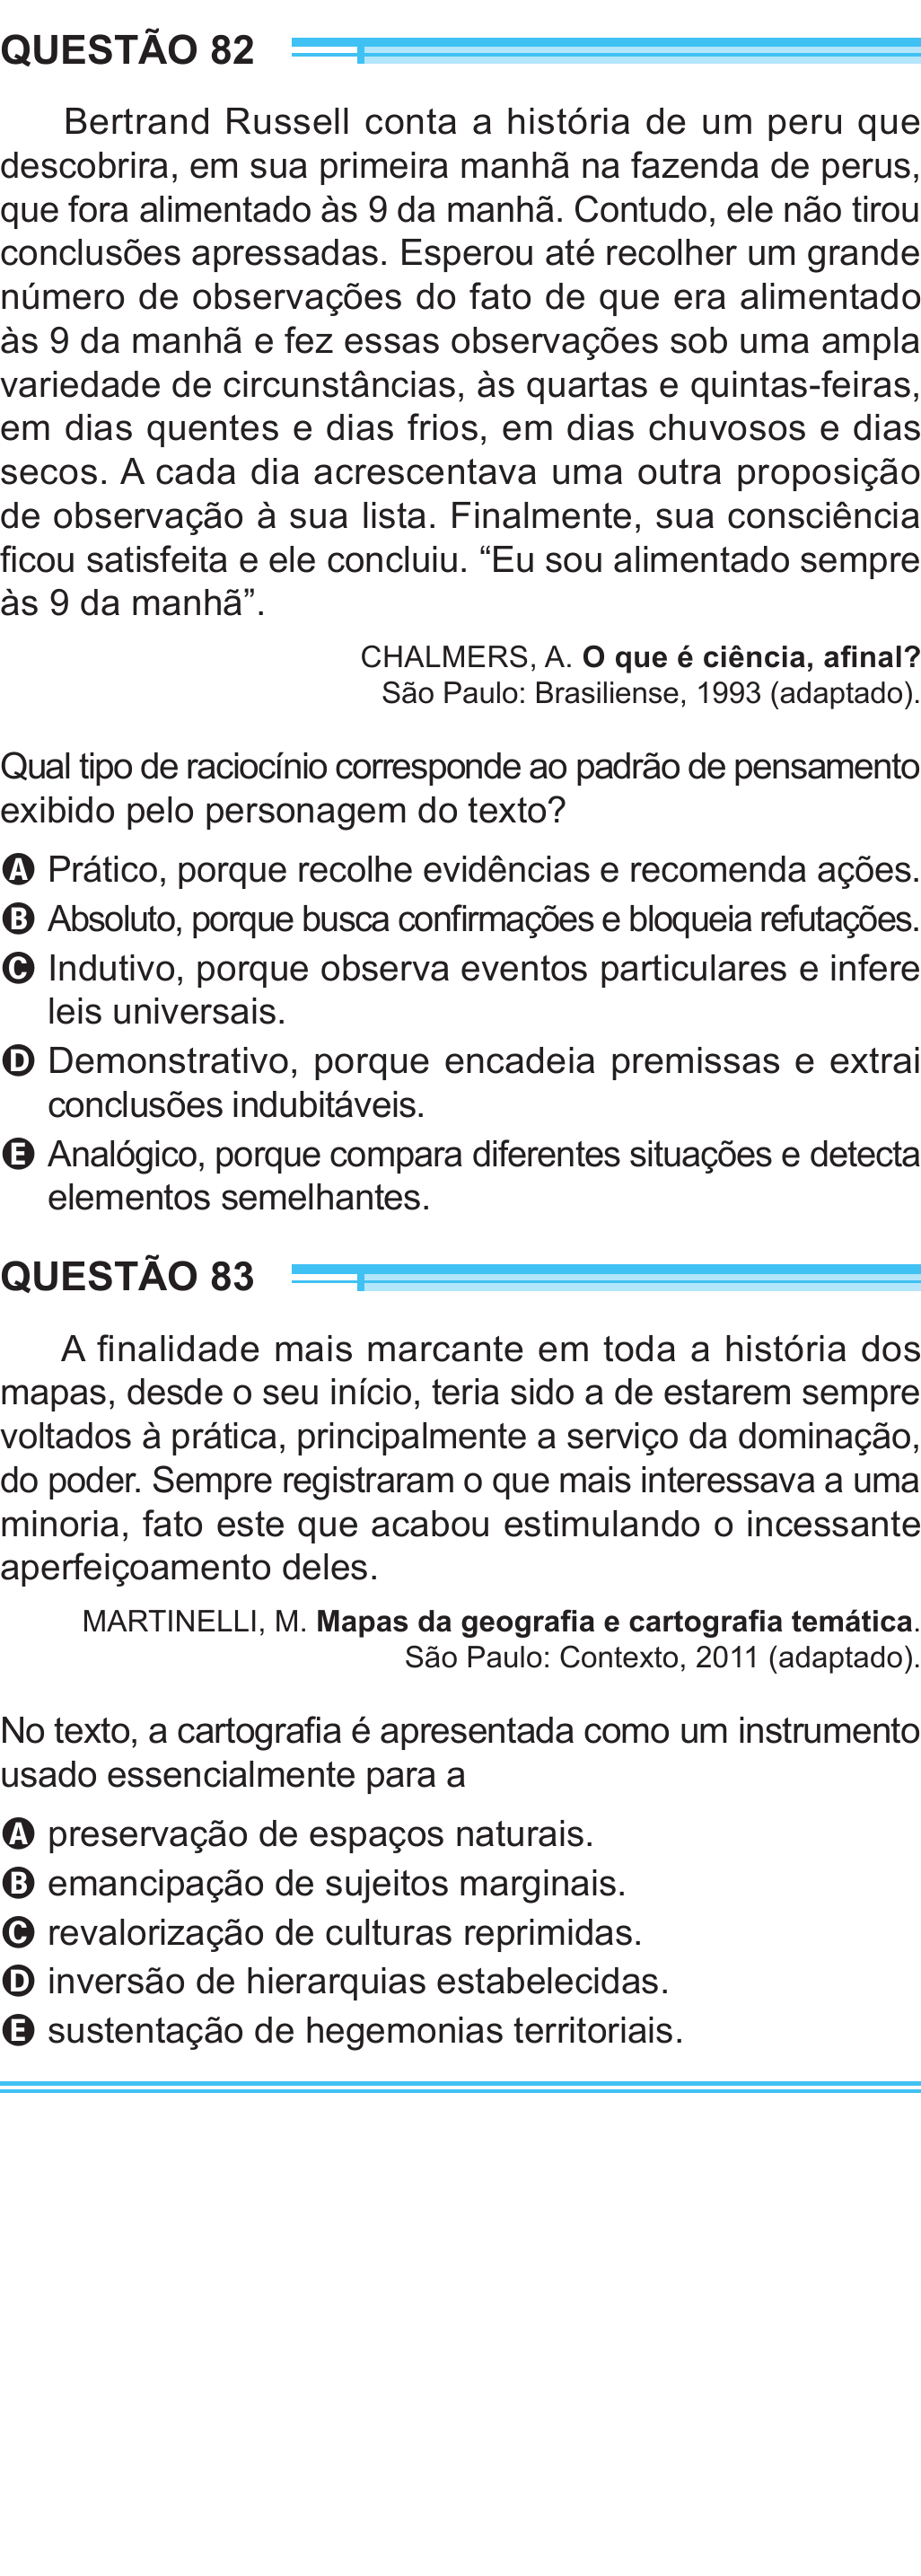 QUESTÃO 82
Bertrand Russell conta a história de um peru que
descobrira, em sua primeira manhã na fazenda de perus,
que fora alimentado às 9 da manhã. Contudo, ele não tirou
conclusões apressadas. Esperou até recolher um grande
número de observações do fato de que era alimentado
às 9 da manhã e fez essas observações sob uma ampla
variedade de circunstâncias, às quartas e quintas-feiras,
em dias quentes e dias frios, em dias chuvosos e dias
secos. A cada dia acrescentava uma outra proposição
de observação à sua lista. Finalmente, sua consciência
ficou satisfeita e ele concluiu. “Eu sou alimentado sempre
às 9 da manhã”.
CHALMERS, A. O que é ciência, afinal?
São Paulo: Brasiliense, 1993 (adaptado).
Qual tipo de raciocínio corresponde ao padrão de pensamento
exibido pelo personagem do texto?
A Prático, porque recolhe evidências e recomenda ações.
B Absoluto, porque busca confirmações e bloqueia refutações.
C Indutivo, porque observa eventos particulares e infere
leis universais.
D Demonstrativo, porque encadeia premissas e extrai
conclusões indubitáveis.
E Analógico, porque compara diferentes situações e detecta
elementos semelhantes.
QUESTÃO 83
A finalidade mais marcante em toda a história dos
mapas, desde o seu início, teria sido a de estarem sempre
voltados à prática, principalmente a serviço da dominação,
do poder. Sempre registraram o que mais interessava a uma
minoria, fato este que acabou estimulando o incessante
aperfeiçoamento deles.
MARTINELLI, M. Mapas da geografia e cartografia temática.
São Paulo: Contexto, 2011 (adaptado).
No texto, a cartografia é apresentada como um instrumento
usado essencialmente para a
A preservação de espaços naturais.
B emancipação de sujeitos marginais.
C revalorização de culturas reprimidas.
D inversão de hierarquias estabelecidas.
E sustentação de hegemonias territoriais.